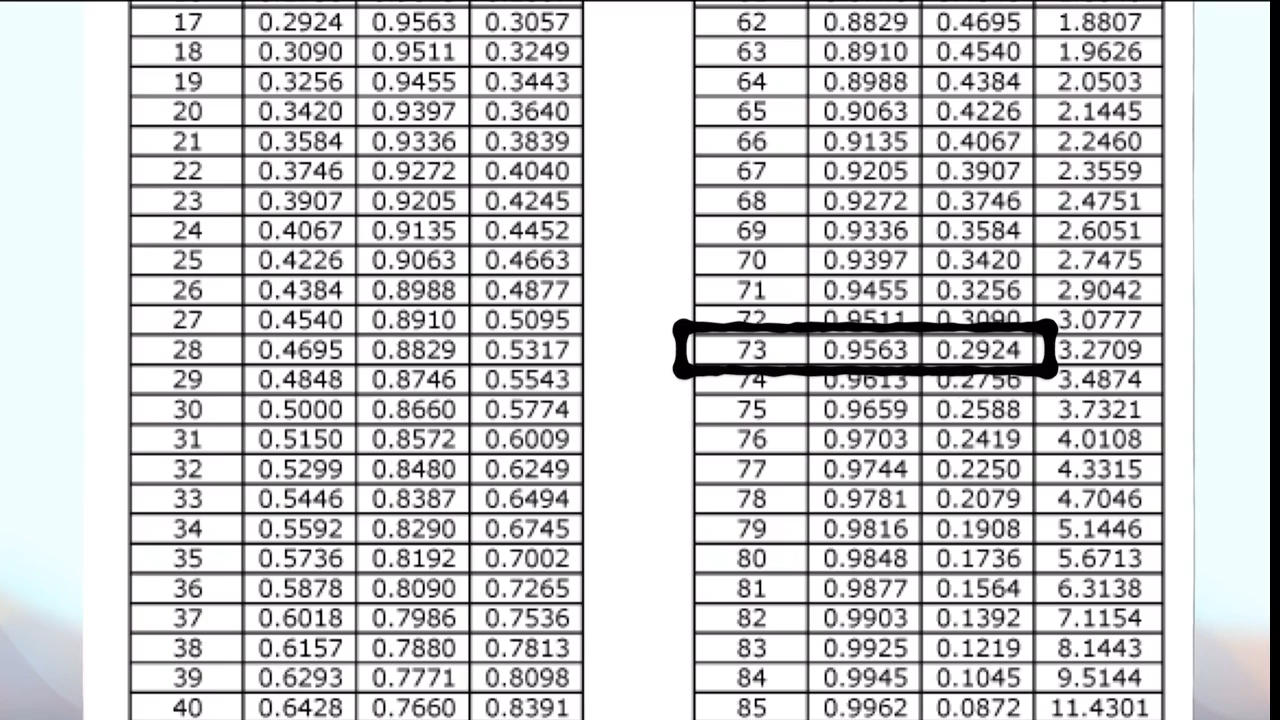 17 0.2924 0.9563 0.3057
18 0.3090 0.9511 0.3249
19 0.3256 0.9455 0.3443
20 0.3420 0.9397 0.3640
21 0.3584 0.9336 0.3839
22 0.3746 0.9272 0.4040
23 0.3907 0.9205 0.4245
24 0.4067 0.9135 0.4452
25 0.4226 0.9063 0.4663
26 0.4384 0.8988 0.4877
27 0.4540 0.8910 0.5095
28 0.4695 0.8829 0.5317
29 0.4848 0.8746 0.5543
30 0.5000 0.8660 0.5774
31 0.5150 0.8572 0.6009
32 0.5299 0.8480 0.6249
33 0.5446 0.8387 0.6494
34 0.5592 0.8290 0.6745
35 0.5736 0.8192 0.7002
36 0.5878 0.8090 0.7265
37 0.6018 0.7986 0.7536
38 0.6157 0.7880 0.7813
39 0.6293 0.7771 0.8098
40 0.6428 0.7660 0.8391
62 0.8829 0.4695 1.8807
63 0.8910 0.4540 1.9626
64 0.8988 0.4384 2.0503
65 0.9063 0.4226 2.1445
66 0.9135 0.4067 2.2460
67 0.9205 0.3907 2.3559
68 0.9272 0.3746 2.4751
69 0.9336 0.3584 2.6051
70 0.9397 0.3420 2.7475
71 0.9455 0.3256 2.9042
72 0.9511 0.3090 3.0777
73 0.9563 0.2924 3.2709
74 0.9613 0.2756 3.4874
75 0.9659 0.2588 3.7321
76 0.9703 0.2419 4.0108
77 0.9744 0.2250 4.3315
78 0.9781 0.2079 4.7046
79 0.9816 0.1908 5.1446
80 0.9848 0.1736 5.6713
81 0.9877 0.1564 6.3138
82 0.9903 0.1392 7.1154
83 0.9925 0.1219 8.1443
84 0.9945 0.1045 9.5144
85 0.9962 0.0872 11.4301